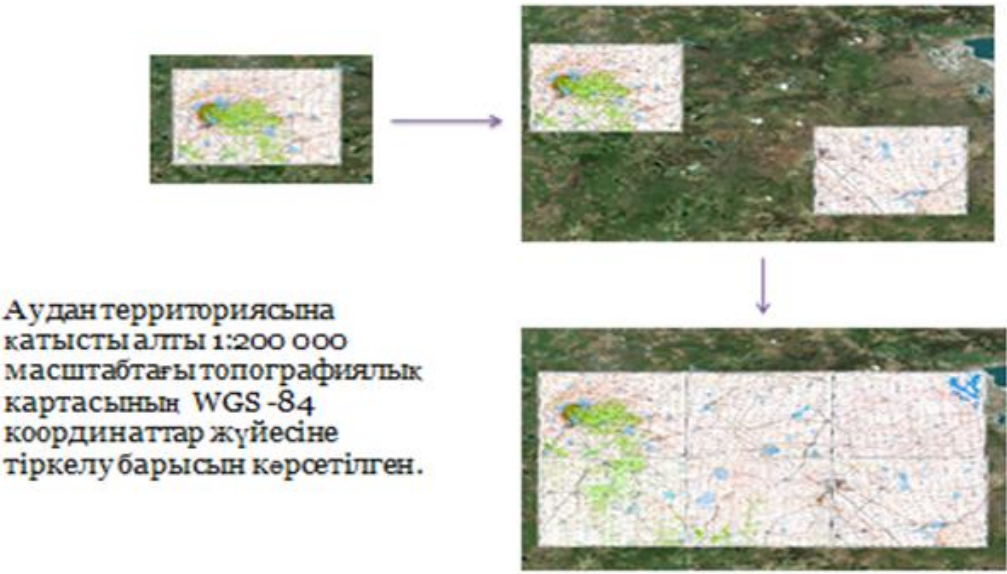 Аудан территориясына
қатысты алты 1:200 000
масштабтағы топографиялық
картасының WGS -84
координаттар жүйесіне
тіркелу барысын көрсетілген.